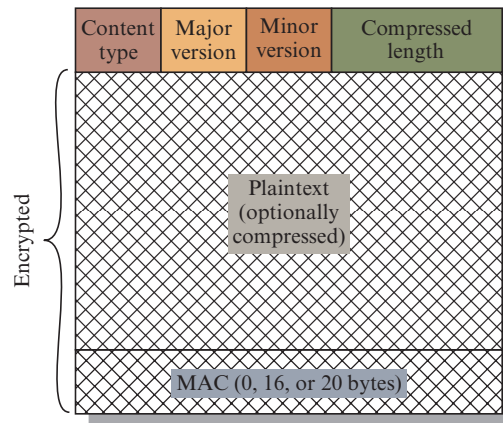 Content type
Major version
Minor version
Compressed length
Encrypted
Plaintext
(optionally
compressed)
MAC (0, 16, or 20 bytes)